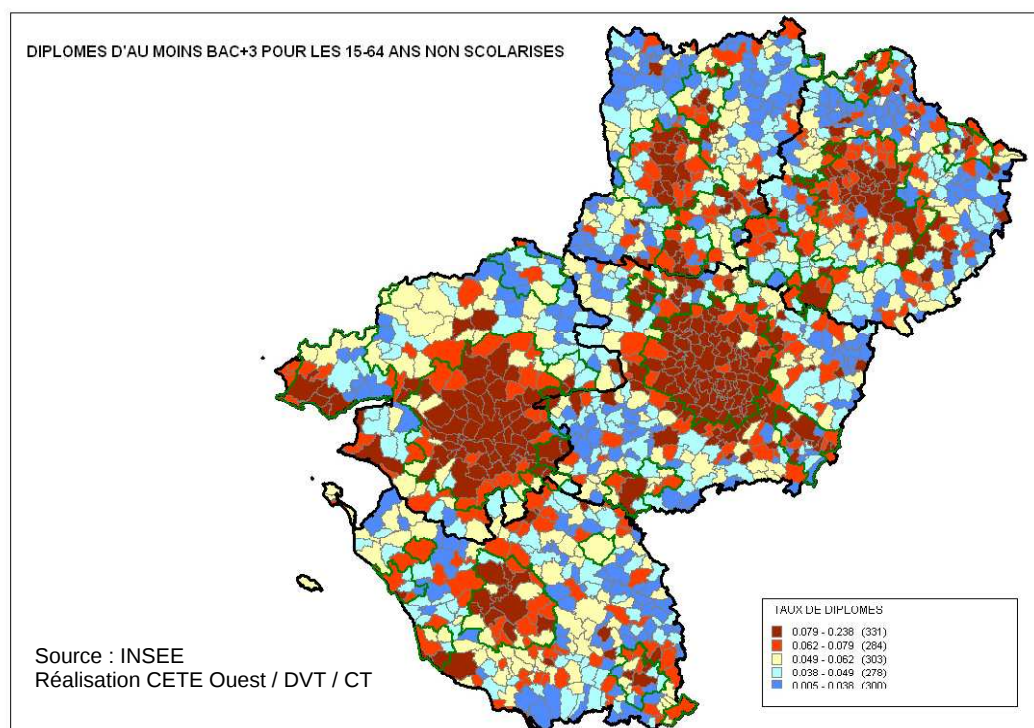 DIPLOMES D'AU MOINS BAC+3 POUR LES 15-64 ANS NON SCOLARISES
TAUX DE DIPLOMES
0.079 - 0.238 (331)
0.062 - 0.079 (284)
0.049 - 0.062 (303)
0.038 - 0.049 (278)
0.005 - 0.038 (300)
Source : INSEE
Réalisation CETE Ouest / DVT / CT